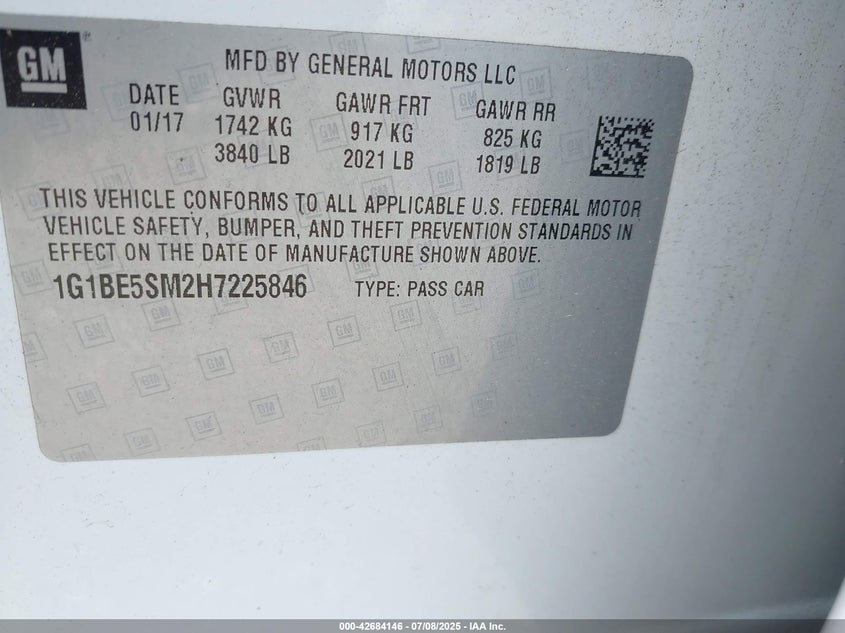 GM
MFD BY GENERAL MOTORS LLC
DATE GVWR GAWR FRT GAWR RR
01/17 1742 KG 917 KG 825 KG
3840 LB 2021 LB 1819 LB
THIS VEHICLE CONFORMS TO ALL APPLICABLE U.S. FEDERAL MOTOR
VEHICLE SAFETY, BUMPER, AND THEFT PREVENTION STANDARDS IN
EFFECT ON THE DATE OF MANUFACTURE SHOWN ABOVE.
1G1BE5SM2H7225846 TYPE: PASS CAR
000-42684146 - 07/08/2025 - IAA Inc.